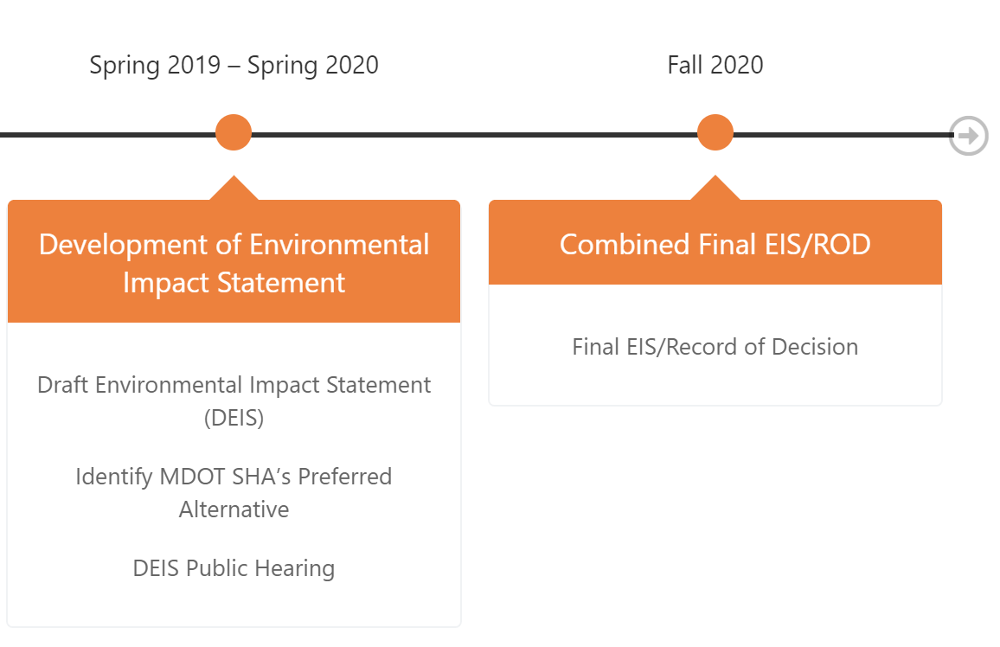 Spring 2019 – Spring 2020
Fall 2020
Development of Environmental
Impact Statement
Draft Environmental Impact Statement
(DEIS)
Identify MDOT SHA’s Preferred
Alternative
DEIS Public Hearing
Combined Final EIS/ROD
Final EIS/Record of Decision